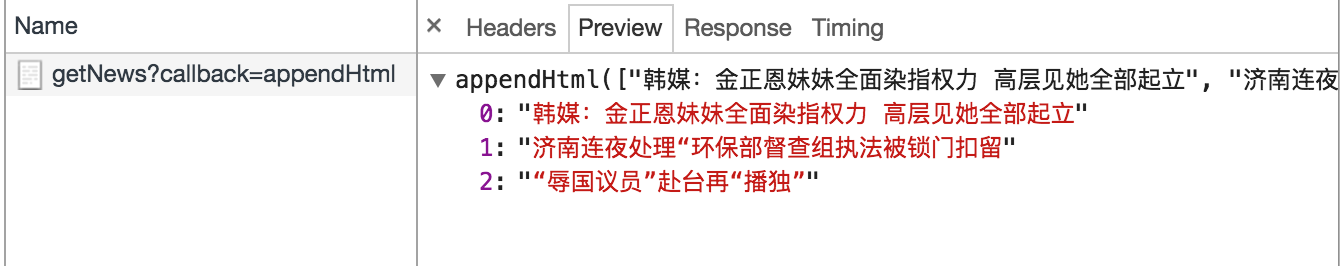 Name
× Headers Preview Response Timing
getNews?callback=appendHtml
▼ appendHtml(["韩媒：金正恩妹妹全面染指权力 高层见她全部起立", "济南连夜
0: "韩媒：金正恩妹妹全面染指权力 高层见她全部起立"
1: "济南连夜处理“环保部督查组执法被锁门扣留"
2: "“辱国议员”赴台再“播独”"